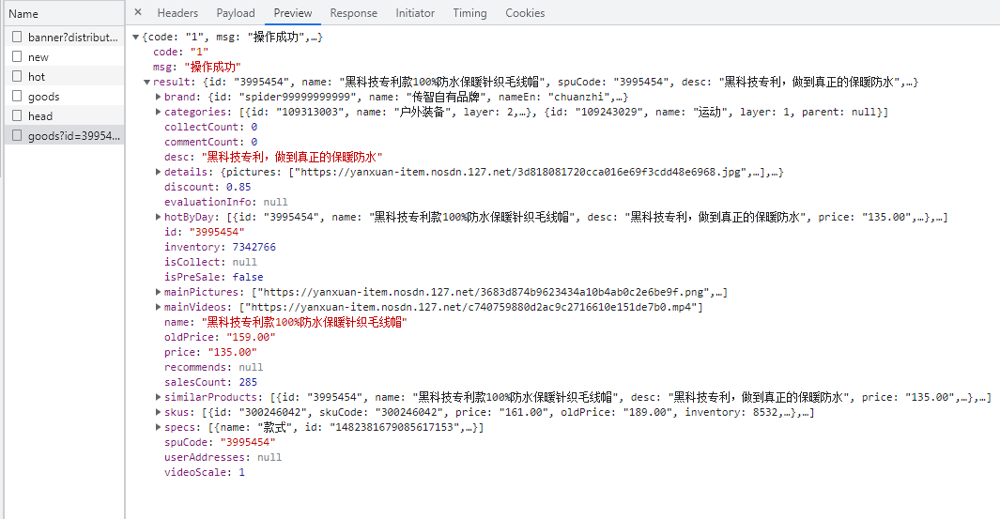 Name
× Headers Payload Preview Response Initiator Timing Cookies
banner?distribut...
new
hot
goods
head
goods?id=39954...
▼{code: "1", msg: "操作成功",…}
code: "1"
msg: "操作成功"
▼result: {id: "3995454", name: "黑科技专利款100%防水保暖针织毛线帽", spuCode: "3995454", desc: "黑科技专利，做到真正的保暖防水",…}
▶brand: {id: "spider99999999999", name: "传智自有品牌", nameEn: "chuanzhi",…}
▶categories: [{id: "109313003", name: "户外装备", layer: 2,…}, {id: "109243029", name: "运动", layer: 1, parent: null}]
collectCount: 0
commentCount: 0
desc: "黑科技专利，做到真正的保暖防水"
▶details: {pictures: ["https://yanxuan-item.nosdn.127.net/3d818081720cca016e69f3cdd48e6968.jpg",…],…}
discount: 0.85
evaluationInfo: null
▶hotByDay: [{id: "3995454", name: "黑科技专利款100%防水保暖针织毛线帽", desc: "黑科技专利，做到真正的保暖防水", price: "135.00",…},…]
id: "3995454"
inventory: 7342766
isCollect: null
isPreSale: false
▶mainPictures: ["https://yanxuan-item.nosdn.127.net/3683d874b9623434a10b4ab0c2e6be9f.png",…]
▶mainVideos: ["https://yanxuan-item.nosdn.127.net/c740759880d2ac9c2716610e151de7b0.mp4"]
name: "黑科技专利款100%防水保暖针织毛线帽"
oldPrice: "159.00"
price: "135.00"
recommends: null
salesCount: 285
▶similarProducts: [{id: "3995454", name: "黑科技专利款100%防水保暖针织毛线帽", desc: "黑科技专利，做到真正的保暖防水", price: "135.00",…},…]
▶skus: [{id: "300246042", skuCode: "300246042", price: "161.00", oldPrice: "189.00", inventory: 8532,…},…]
▶specs: [{name: "款式", id: "1482381679085617153",…}]
spuCode: "3995454"
userAddresses: null
videoScale: 1